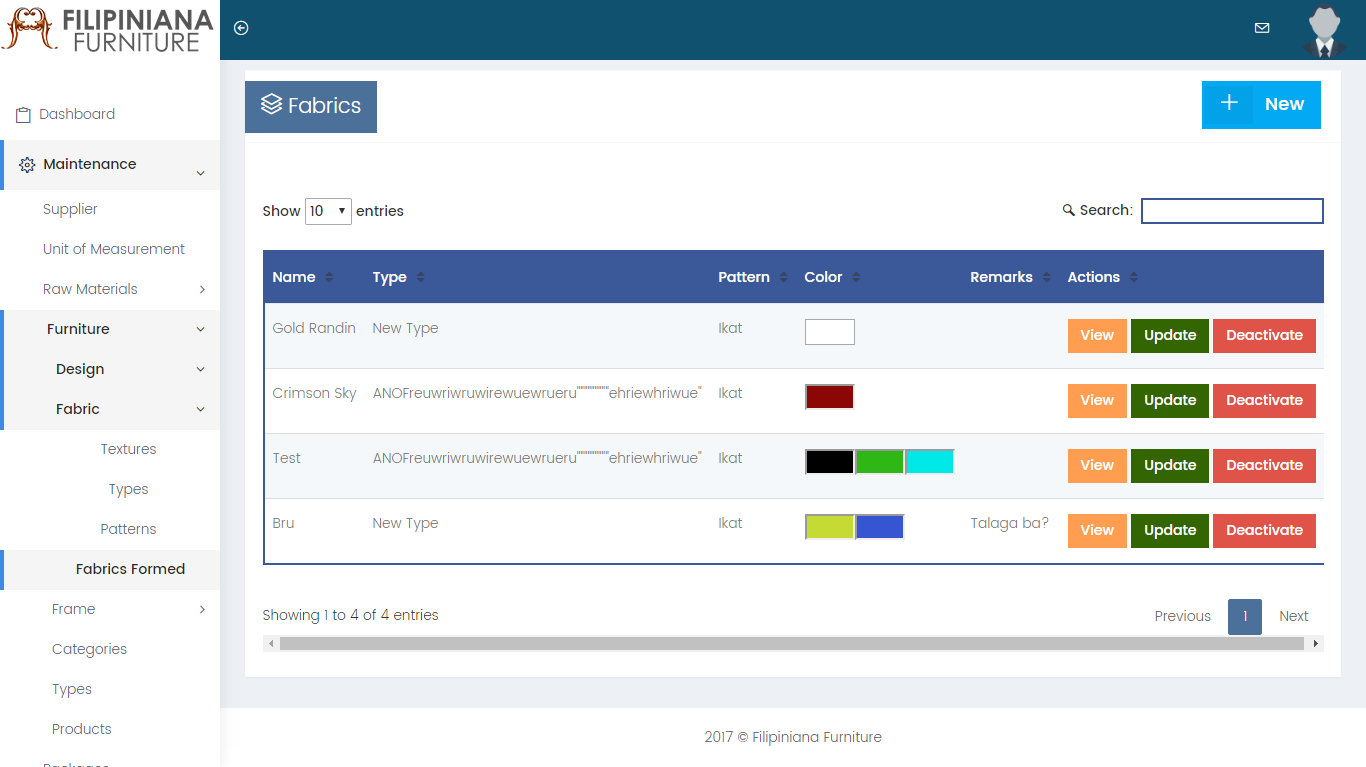 FILIPINIANA
FURNITURE
Dashboard
Maintenance
Supplier
Unit of Measurement
Raw Materials
Furniture
Design
Fabric
Textures
Types
Patterns
Fabrics Formed
Frame
Categories
Types
Products
Packages
Fabrics
New
Show 10 entries
Search:
Name Type Pattern Color Remarks Actions
Gold Randin New Type Ikat View Update Deactivate
Crimson Sky ANOFreuwriwruwirewuewrueru""""""""ehriewhriwue" Ikat View Update Deactivate
Test ANOFreuwriwruwirewuewrueru""""""""ehriewhriwue" Ikat View Update Deactivate
Bru New Type Ikat Talaga ba? View Update Deactivate
Showing 1 to 4 of 4 entries
Previous 1 Next
2017 © Filipiniana Furniture